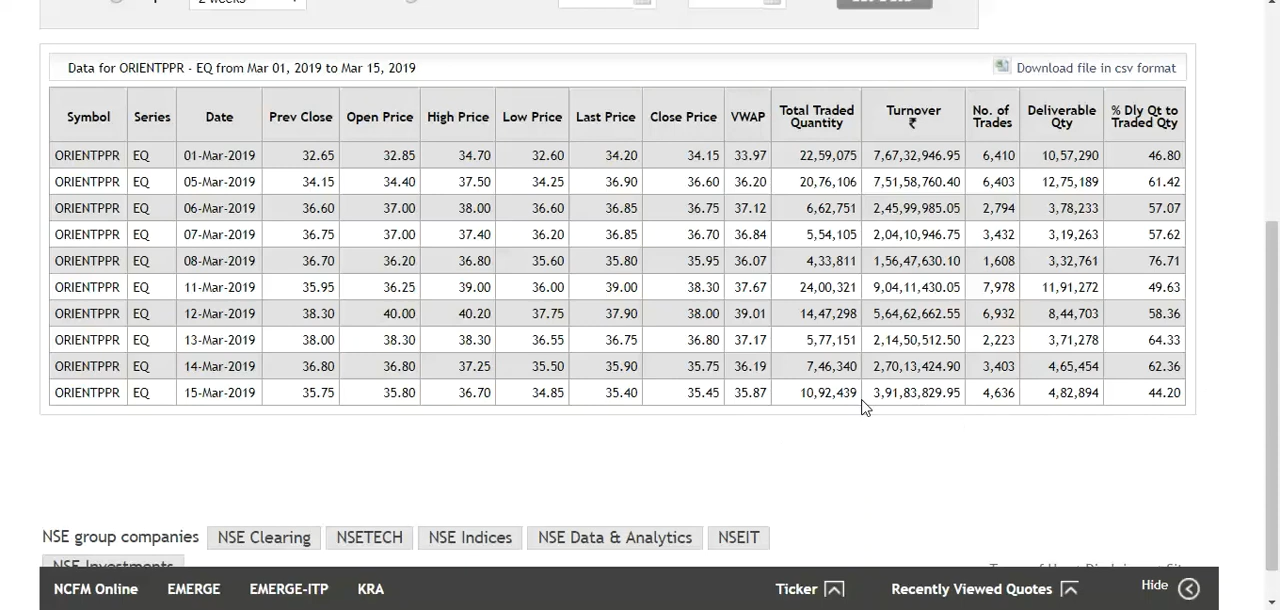 2 weeks
Data for ORIENTPPR - EQ from Mar 01, 2019 to Mar 15, 2019
Download file in csv format
Symbol Series Date Prev Close Open Price High Price Low Price Last Price Close Price VWAP Total Traded Quantity Turnover ₹ No. of Trades Deliverable Qty % Dly Qt to Traded Qty
ORIENTPPR EQ 01-Mar-2019 32.65 32.85 34.70 32.60 34.20 34.15 33.97 22,59,075 7,67,32,946.95 6,410 10,57,290 46.80
ORIENTPPR EQ 05-Mar-2019 34.15 34.40 37.50 34.25 36.90 36.60 36.20 20,76,106 7,51,58,760.40 6,403 12,75,189 61.42
ORIENTPPR EQ 06-Mar-2019 36.60 37.00 38.00 36.60 36.85 36.75 37.12 6,62,751 2,45,99,985.05 2,794 3,78,233 57.07
ORIENTPPR EQ 07-Mar-2019 36.75 37.00 37.40 36.20 36.85 36.70 36.84 5,54,105 2,04,10,946.75 3,432 3,19,263 57.62
ORIENTPPR EQ 08-Mar-2019 36.70 36.20 36.80 35.60 35.80 35.95 36.07 4,33,811 1,56,47,630.10 1,608 3,32,761 76.71
ORIENTPPR EQ 11-Mar-2019 35.95 36.25 39.00 36.00 39.00 38.30 37.67 24,00,321 9,04,11,430.05 7,978 11,91,272 49.63
ORIENTPPR EQ 12-Mar-2019 38.30 40.00 40.20 37.75 37.90 38.00 39.01 14,47,298 5,64,62,662.55 6,932 8,44,703 58.36
ORIENTPPR EQ 13-Mar-2019 38.00 38.30 38.30 36.55 36.75 36.80 37.17 5,77,151 2,14,50,512.50 2,223 3,71,278 64.33
ORIENTPPR EQ 14-Mar-2019 36.80 36.80 37.25 35.50 35.90 35.75 36.19 7,46,340 2,70,13,424.90 3,403 4,65,454 62.36
ORIENTPPR EQ 15-Mar-2019 35.75 35.80 36.70 34.85 35.40 35.45 35.87 10,92,439 3,91,83,829.95 4,636 4,82,894 44.20
NSE group companies NSE Clearing NSETECH NSE Indices NSE Data & Analytics NSEIT
NSE Investments
NCFM Online EMERGE EMERGE-ITP KRA Ticker Recently Viewed Quotes Hide